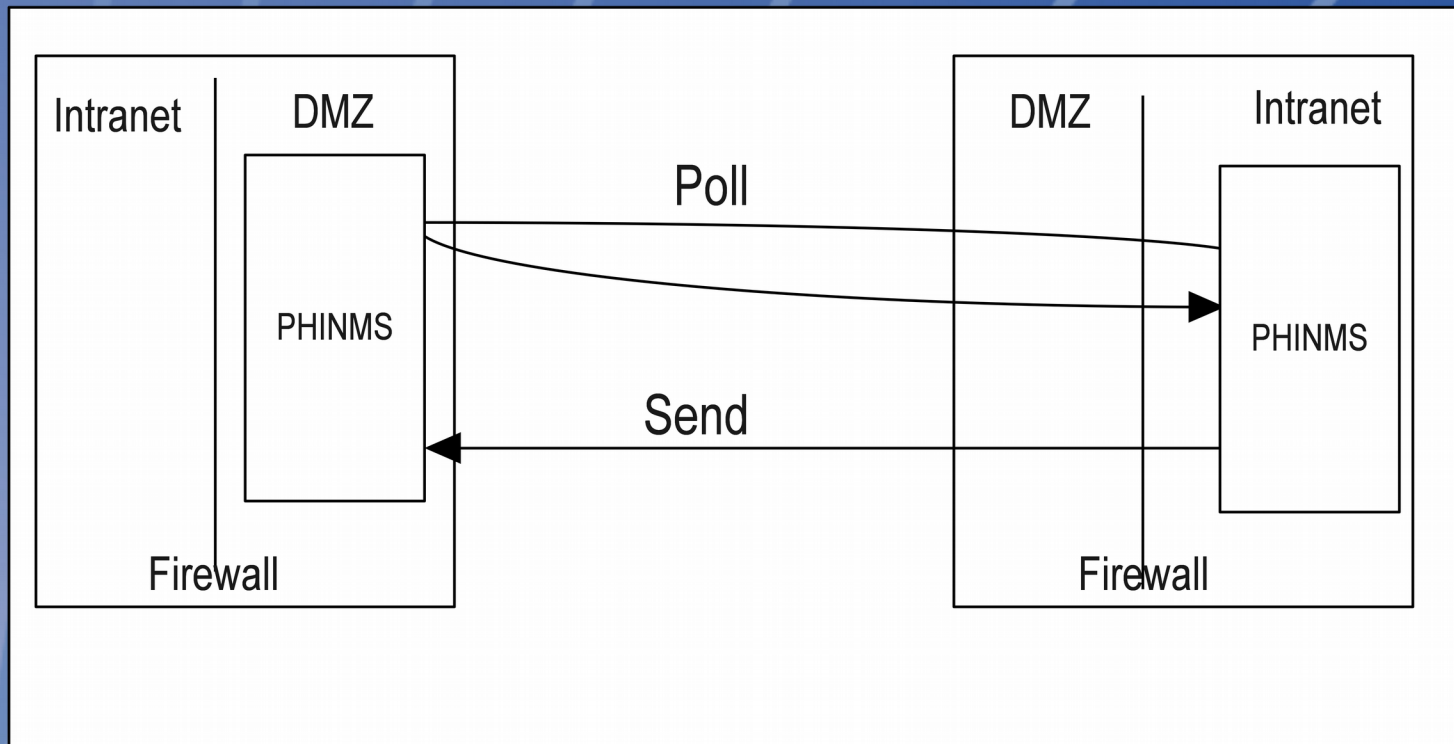 Intranet
DMZ
PHINMS
Firewall
Poll
Send
DMZ
Intranet
PHINMS
Firewall